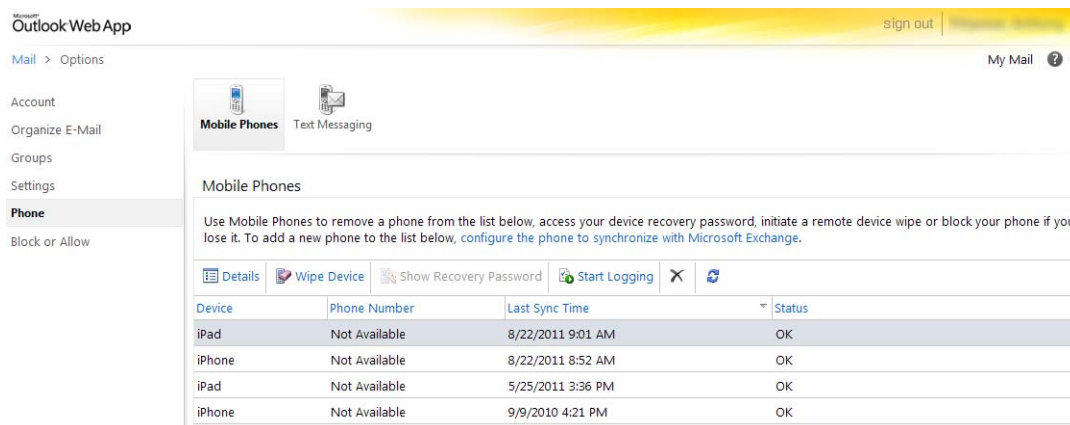 Microsoft®
Outlook Web App
sign out
Mail > Options
My Mail
Account
Organize E-Mail
Groups
Settings
Phone
Block or Allow
Mobile Phones
Text Messaging
Mobile Phones
Use Mobile Phones to remove a phone from the list below, access your device recovery password, initiate a remote device wipe or block your phone if you
lose it. To add a new phone to the list below, configure the phone to synchronize with Microsoft Exchange.
Details Wipe Device Show Recovery Password Start Logging
Device Phone Number Last Sync Time Status
iPad Not Available 8/22/2011 9:01 AM OK
iPhone Not Available 8/22/2011 8:52 AM OK
iPad Not Available 5/25/2011 3:36 PM OK
iPhone Not Available 9/9/2010 4:21 PM OK